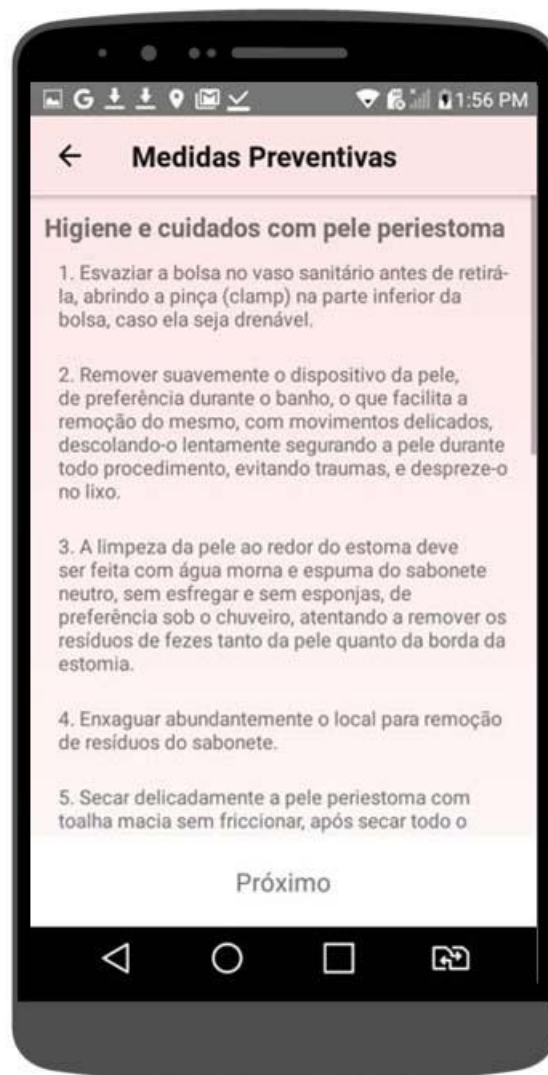 1:56 PM
Medidas Preventivas
Higiene e cuidados com pele periestoma
1. Esvaziar a bolsa no vaso sanitário antes de retirá-
la, abrindo a pinça (clamp) na parte inferior da
bolsa, caso ela seja drenável.
2. Remover suavemente o dispositivo da pele,
de preferência durante o banho, o que facilita a
remoção do mesmo, com movimentos delicados,
descolando-o lentamente segurando a pele durante
todo procedimento, evitando traumas, e despreze-o
no lixo.
3. A limpeza da pele ao redor do estoma deve
ser feita com água morna e espuma do sabonete
neutro, sem esfregar e sem esponjas, de
preferência sob o chuveiro, atentando a remover os
resíduos de fezes tanto da pele quanto da borda da
estomia.
4. Enxaguar abundantemente o local para remoção
de resíduos do sabonete.
5. Secar delicadamente a pele periestoma com
toalha macia sem friccionar, após secar todo o
Próximo